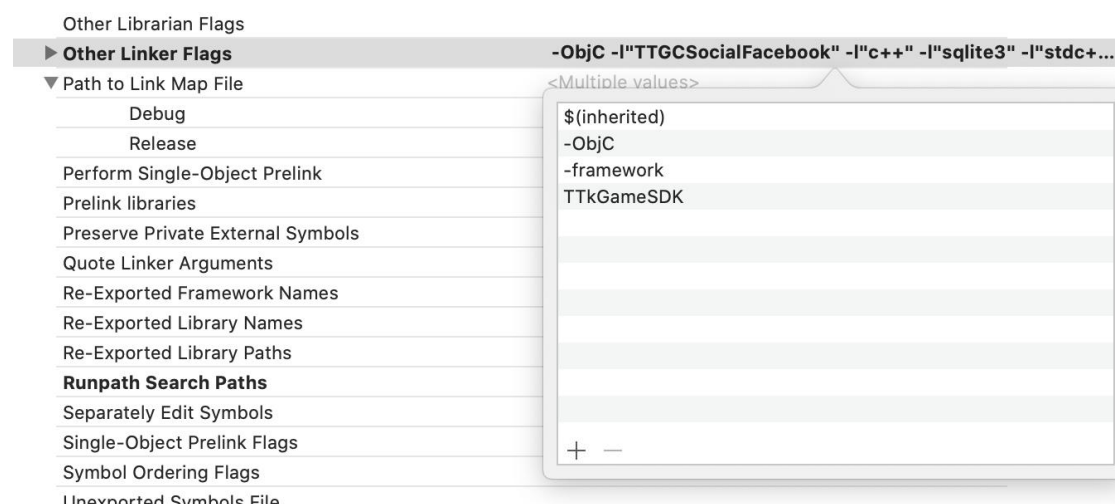 Other Librarian Flags
Other Linker Flags -ObjC -l"TTGCSocialFacebook" -l"c++" -l"sqlite3" -l"stdc+...
Path to Link Map File <Multiple values>
Debug
Release
Perform Single-Object Prelink
Prelink libraries
Preserve Private External Symbols
Quote Linker Arguments
Re-Exported Framework Names
Re-Exported Library Names
Re-Exported Library Paths
Runpath Search Paths
Separately Edit Symbols
Single-Object Prelink Flags
Symbol Ordering Flags
Unexported Symbols File
$(inherited)
-ObjC
-framework
TTkGameSDK